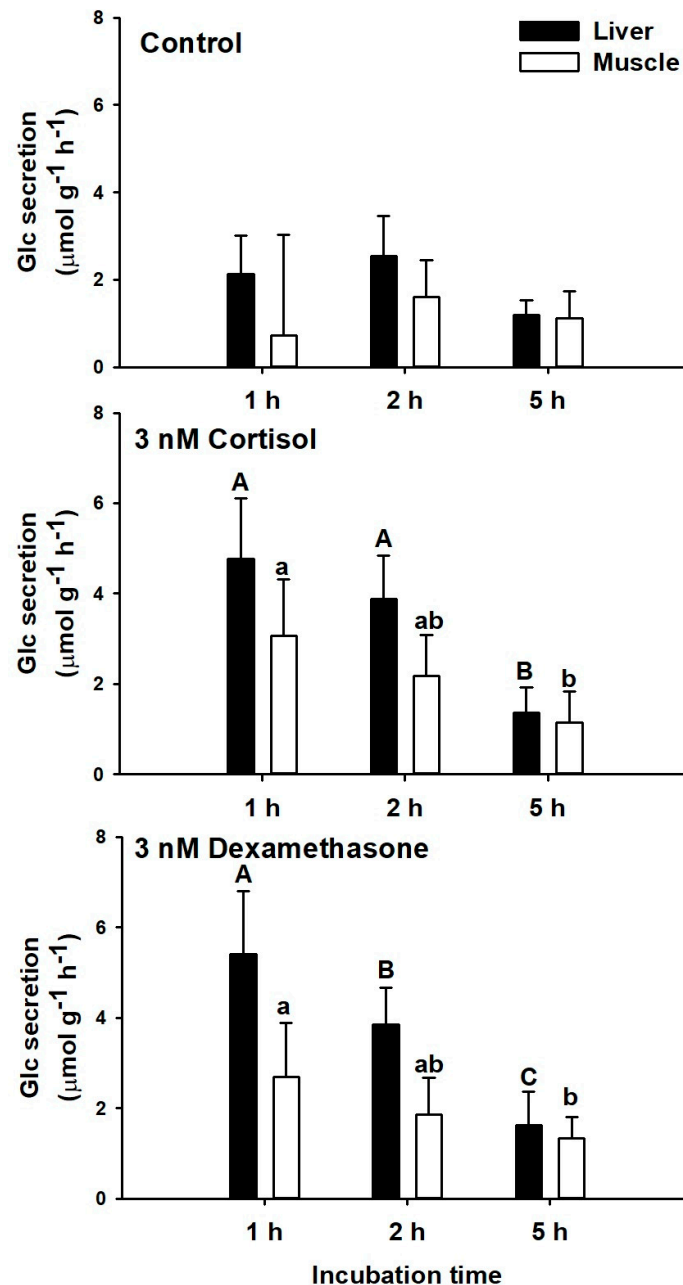 Control
Liver
Muscle
Glc secretion
(μmol g⁻¹ h⁻¹)
8
6
4
2
0
1 h 2 h 5 h
3 nM Cortisol
Glc secretion
(μmol g⁻¹ h⁻¹)
8
6
4
2
0
A a A ab B b
1 h 2 h 5 h
3 nM Dexamethasone
Glc secretion
(μmol g⁻¹ h⁻¹)
8
6
4
2
0
A a B ab C b
1 h 2 h 5 h
Incubation time